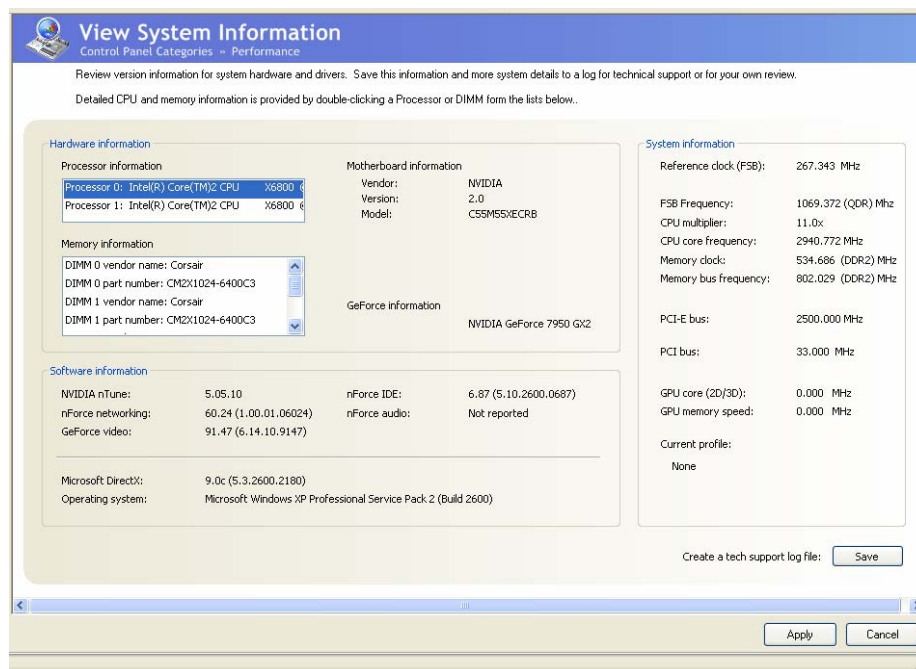 View System Information
Control Panel Categories » Performance
Review version information for system hardware and drivers. Save this information and more system details to a log for technical support or for your own review.
Detailed CPU and memory information is provided by double-clicking a Processor or DIMM form the lists below..
Hardware information
Processor information
Processor 0: Intel(R) Core(TM)2 CPU X6800
Processor 1: Intel(R) Core(TM)2 CPU X6800
Memory information
DIMM 0 vendor name: Corsair
DIMM 0 part number: CM2X1024-6400C3
DIMM 1 vendor name: Corsair
DIMM 1 part number: CM2X1024-6400C3
Motherboard information
Vendor: NVIDIA
Version: 2.0
Model: C55M55XECRB
GeForce information
NVIDIA GeForce 7950 GX2
Software information
NVIDIA nTune: 5.05.10
nForce networking: 60.24 (1.00.01.06024)
GeForce video: 91.47 (6.14.10.9147)
nForce IDE: 6.87 (5.10.2600.0687)
nForce audio: Not reported
Microsoft DirectX: 9.0c (5.3.2600.2180)
Operating system: Microsoft Windows XP Professional Service Pack 2 (Build 2600)
System information
Reference clock (FSB): 267.343 MHz
FSB Frequency: 1069.372 (QDR) Mhz
CPU multiplier: 11.0x
CPU core frequency: 2940.772 MHz
Memory clock: 534.686 (DDR2) MHz
Memory bus frequency: 802.029 (DDR2) MHz
PCI-E bus: 2500.000 MHz
PCI bus: 33.000 MHz
GPU core (2D/3D): 0.000 MHz
GPU memory speed: 0.000 MHz
Current profile:
None
Create a tech support log file: Save
Apply Cancel